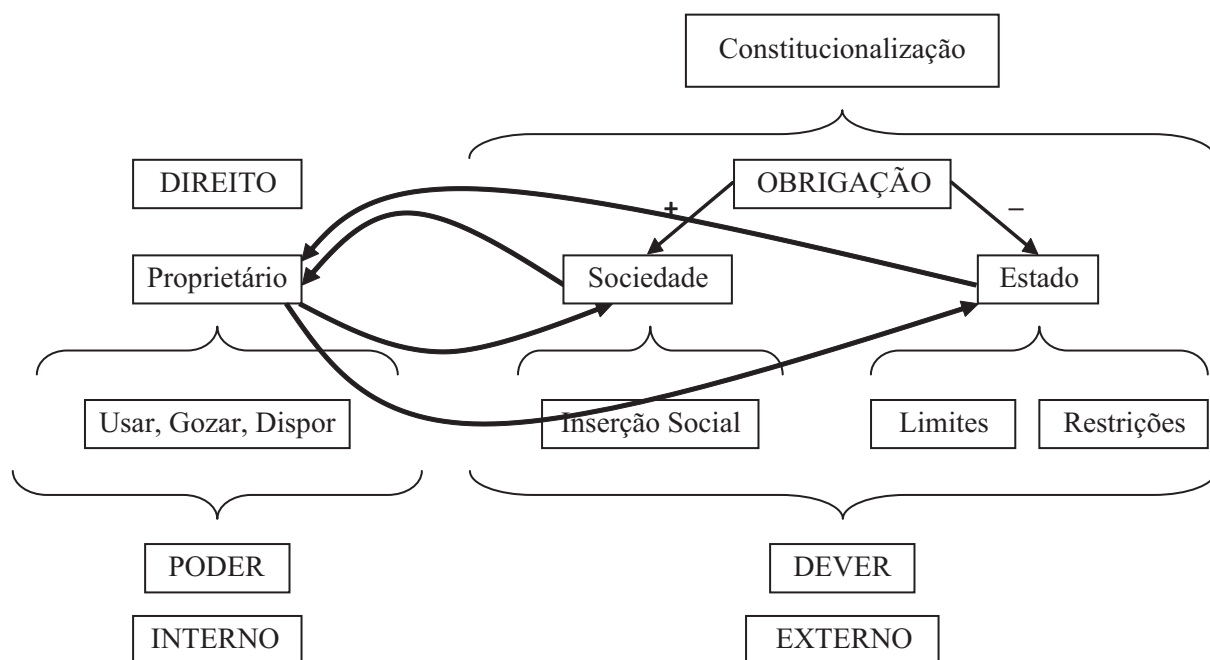 Constitucionalização
DIREITO
OBRIGAÇÃO
+
–
Proprietário
Sociedade
Estado
Usar, Gozar, Dispor
Inserção Social
Limites
Restrições
PODER
DEVER
INTERNO
EXTERNO